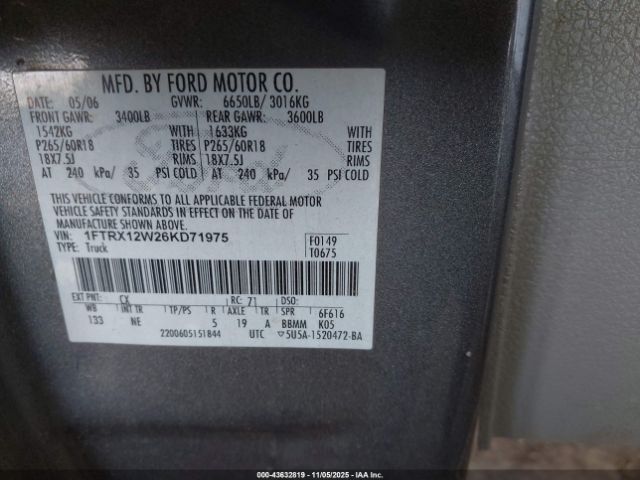 MFD. BY FORD MOTOR CO.
DATE: 05/06 GVWR: 6650LB/ 3016KG
FRONT GAWR: 3400LB REAR GAWR: 3600LB
1542KG WITH 1633KG WITH
P265/60R18 TIRES P265/60R18 TIRES
18X7.5J RIMS 18X7.5J RIMS
AT 240 kPa/ 35 PSI COLD AT 240 kPa/ 35 PSI COLD
THIS VEHICLE CONFORMS TO ALL APPLICABLE FEDERAL MOTOR
VEHICLE SAFETY STANDARDS IN EFFECT ON THE DATE OF
MANUFACTURE SHOWN ABOVE.
VIN: 1FTRX12W26KD71975 F0149
TYPE: Truck T0675
EXT PNT: CX RC: 71 DSO:
WB INT TR TP/PS R AXLE TR SPR 6F616
133 NE 5 19 A BBMM K05
2200605151844 UTC ▽5U5A-1520472-BA
000-43632819 - 11/05/2025 - IAAI.CA